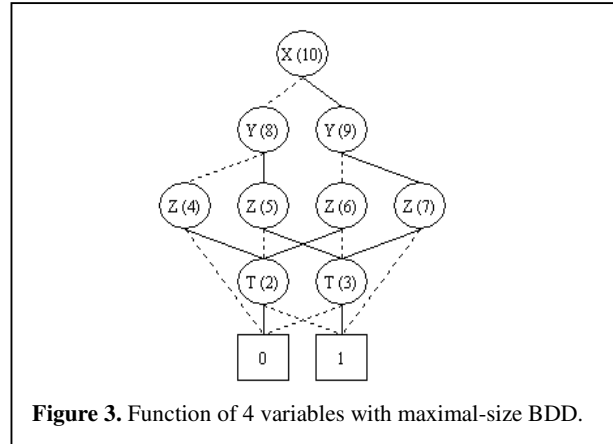 X (10)
Y (8) Y (9)
Z (4) Z (5) Z (6) Z (7)
T (2) T (3)
0 1
Figure 3. Function of 4 variables with maximal-size BDD.